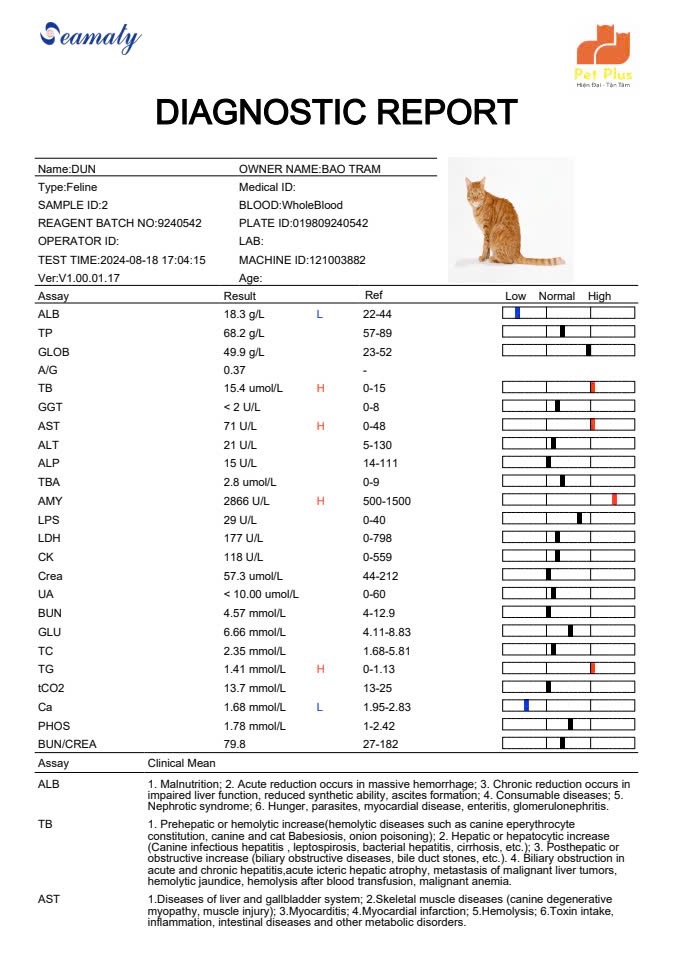 Seamaty
Pet Plus
Hiện Đại - Tận Tâm
DIAGNOSTIC REPORT
Name:DUN OWNER NAME:BAO TRAM
Type:Feline Medical ID:
SAMPLE ID:2 BLOOD:WholeBlood
REAGENT BATCH NO:9240542 PLATE ID:019809240542
OPERATOR ID: LAB:
TEST TIME:2024-08-18 17:04:15 MACHINE ID:121003882
Ver:V1.00.01.17 Age:
Assay Result Ref Low Normal High
ALB 18.3 g/L L 22-44
TP 68.2 g/L 57-89
GLOB 49.9 g/L 23-52
A/G 0.37 -
TB 15.4 umol/L H 0-15
GGT < 2 U/L 0-8
AST 71 U/L H 0-48
ALT 21 U/L 5-130
ALP 15 U/L 14-111
TBA 2.8 umol/L 0-9
AMY 2866 U/L H 500-1500
LPS 29 U/L 0-40
LDH 177 U/L 0-798
CK 118 U/L 0-559
Crea 57.3 umol/L 44-212
UA < 10.00 umol/L 0-60
BUN 4.57 mmol/L 4-12.9
GLU 6.66 mmol/L 4.11-8.83
TC 2.35 mmol/L 1.68-5.81
TG 1.41 mmol/L H 0-1.13
tCO2 13.7 mmol/L 13-25
Ca 1.68 mmol/L L 1.95-2.83
PHOS 1.78 mmol/L 1-2.42
BUN/CREA 79.8 27-182
Assay Clinical Mean
ALB 1. Malnutrition; 2. Acute reduction occurs in massive hemorrhage; 3. Chronic reduction occurs in
impaired liver function, reduced synthetic ability, ascites formation; 4. Consumable diseases; 5.
Nephrotic syndrome; 6. Hunger, parasites, myocardial disease, enteritis, glomerulonephritis.
TB 1. Prehepatic or hemolytic increase(hemolytic diseases such as canine eperythrocyte
constitution, canine and cat Babesiosis, onion poisoning); 2. Hepatic or hepatocytic increase
(Canine infectious hepatitis , leptospirosis, bacterial hepatitis, cirrhosis, etc.); 3. Posthepatic or
obstructive increase (biliary obstructive diseases, bile duct stones, etc.). 4. Biliary obstruction in
acute and chronic hepatitis,acute icteric hepatic atrophy, metastasis of malignant liver tumors,
hemolytic jaundice, hemolysis after blood transfusion, malignant anemia.
AST 1.Diseases of liver and gallbladder system; 2.Skeletal muscle diseases (canine degenerative
myopathy, muscle injury); 3.Myocarditis; 4.Myocardial infarction; 5.Hemolysis; 6.Toxin intake,
inflammation, intestinal diseases and other metabolic disorders.